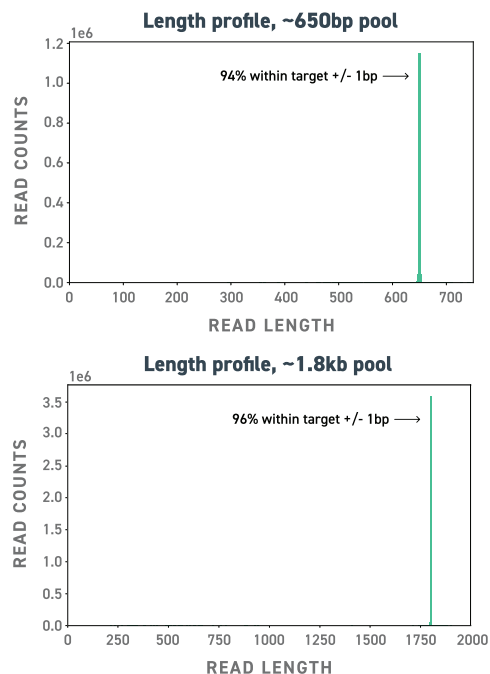 Length profile, ~650bp pool
1e6
94% within target +/- 1bp
1.2
1.0
0.8
0.6
0.4
0.2
0.0
READ COUNTS
0 100 200 300 400 500 600 700
READ LENGTH
Length profile, ~1.8kb pool
1e6
96% within target +/- 1bp
3.5
3.0
2.5
2.0
1.5
1.0
0.5
0.0
READ COUNTS
0 250 500 750 1000 1250 1500 1750 2000
READ LENGTH